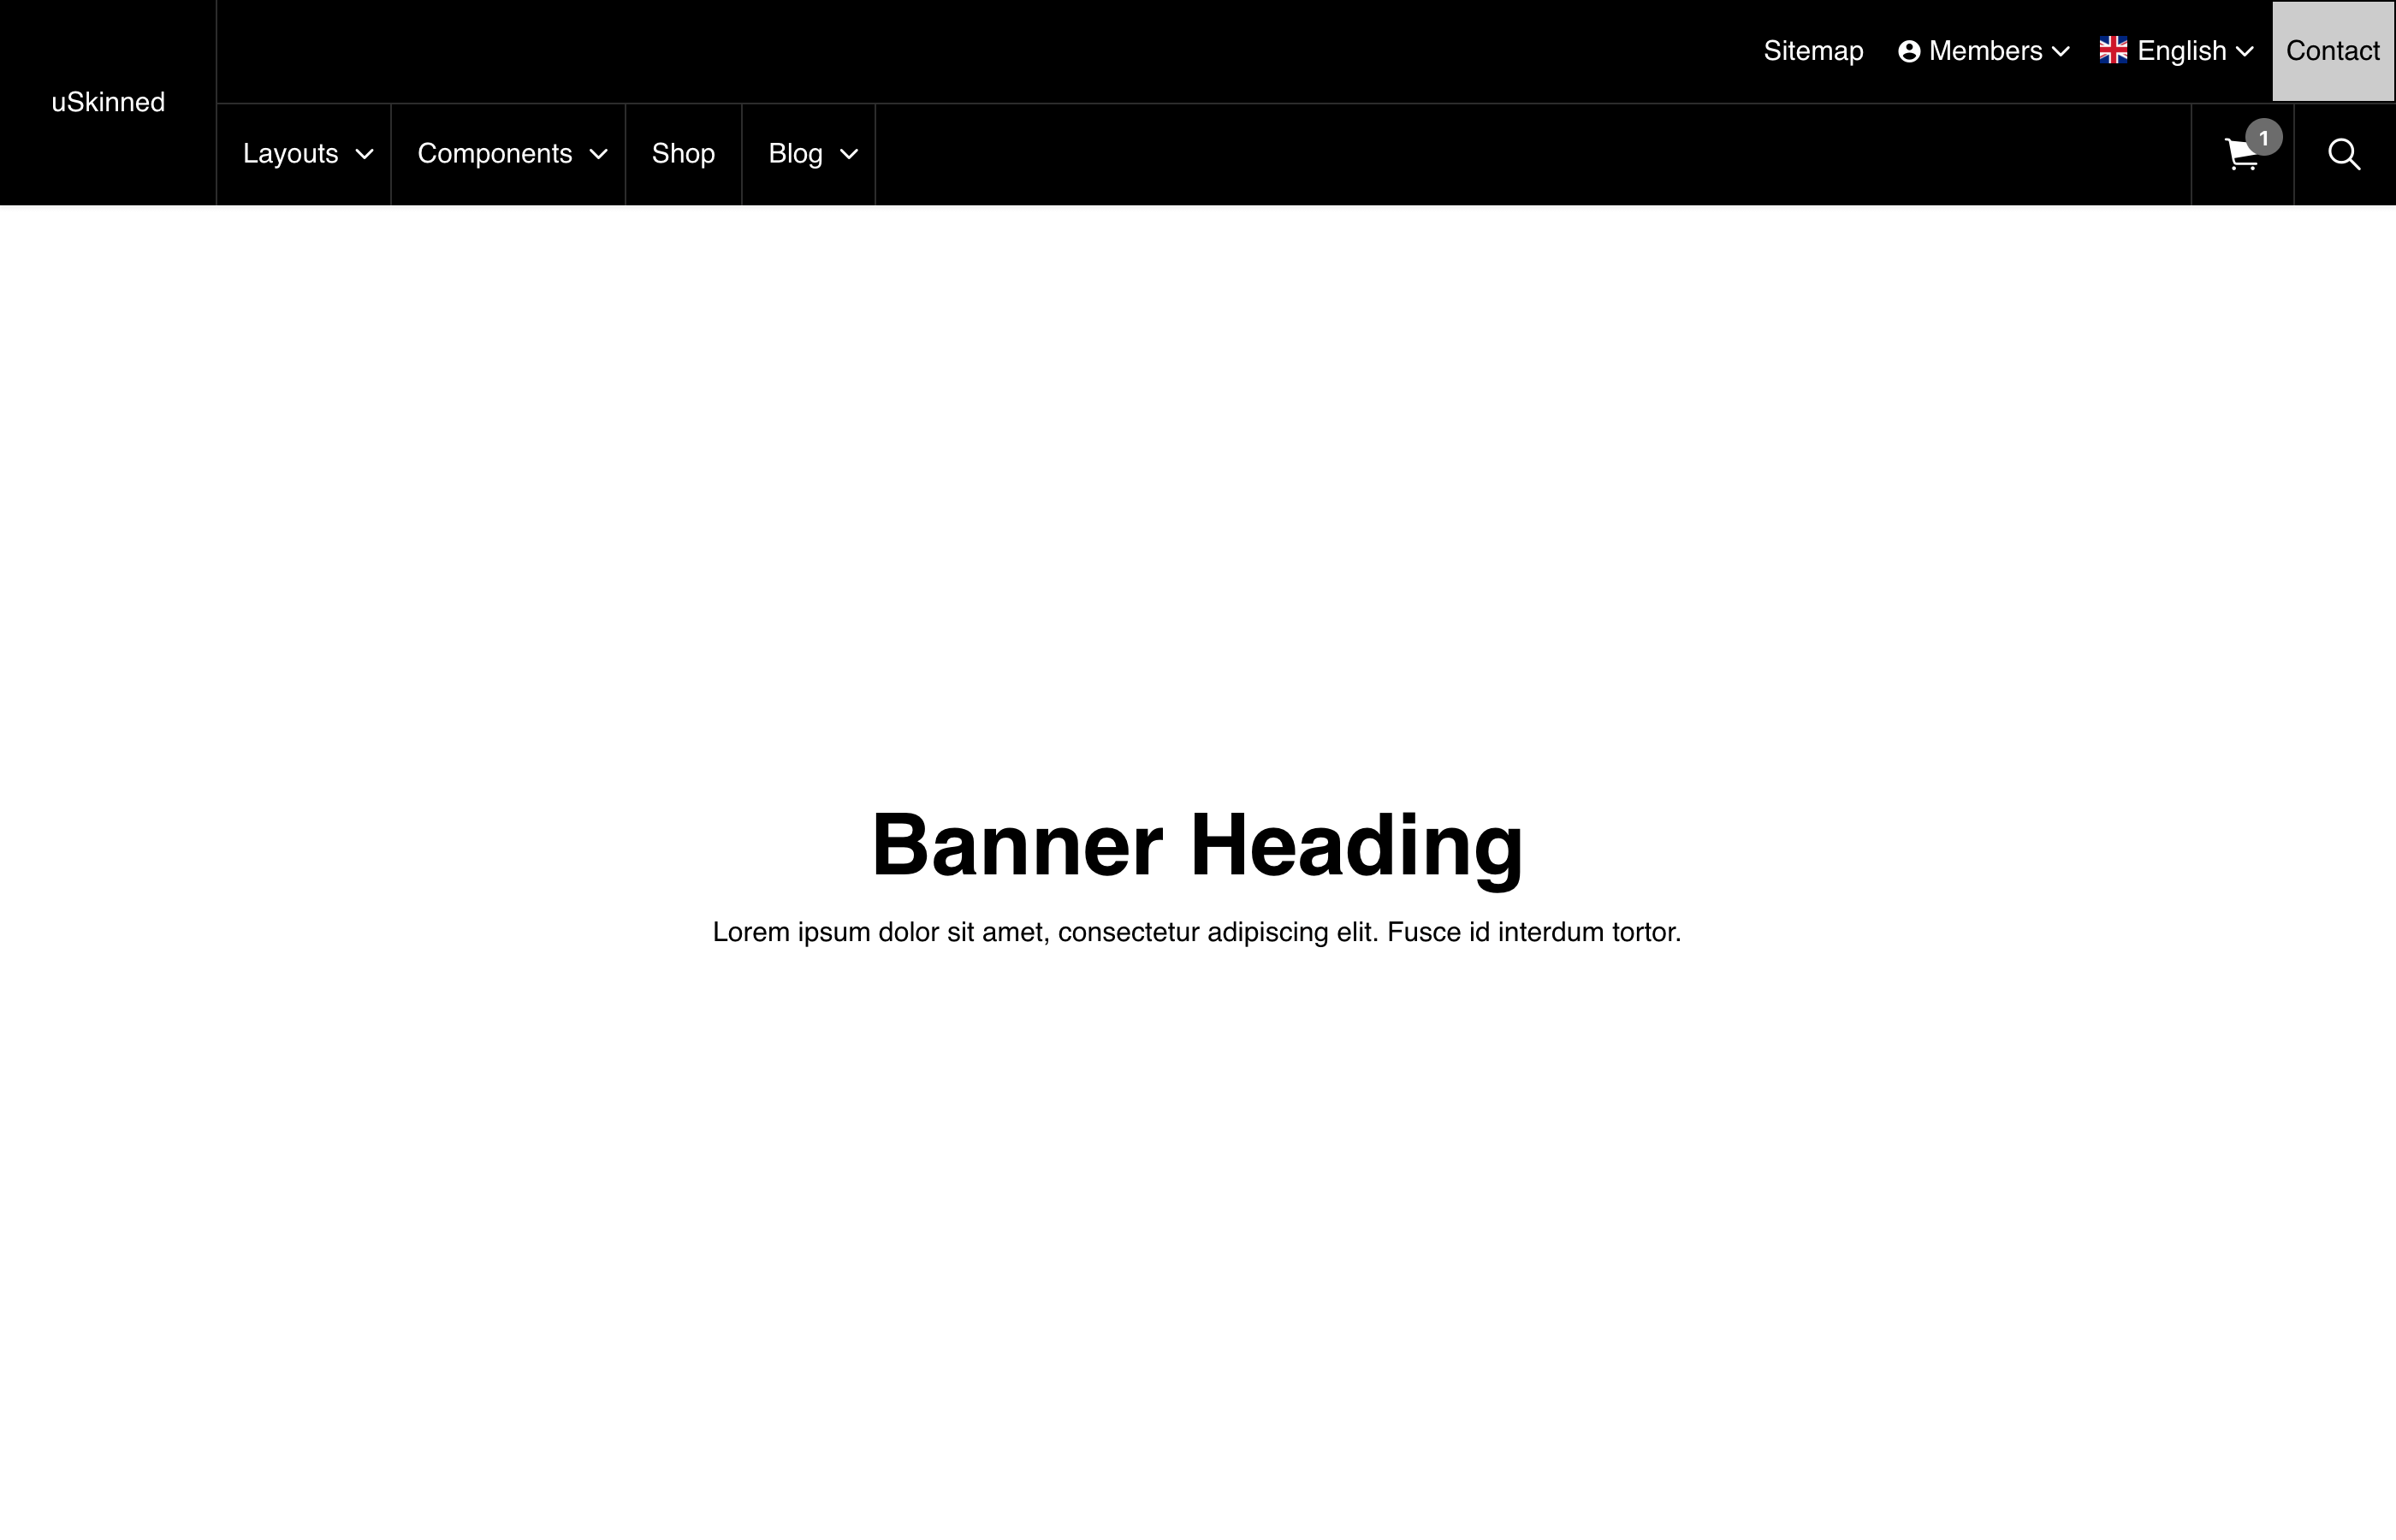 uSkinned
Sitemap Members English Contact
Layouts Components Shop Blog 1
Banner Heading
Lorem ipsum dolor sit amet, consectetur adipiscing elit. Fusce id interdum tortor.